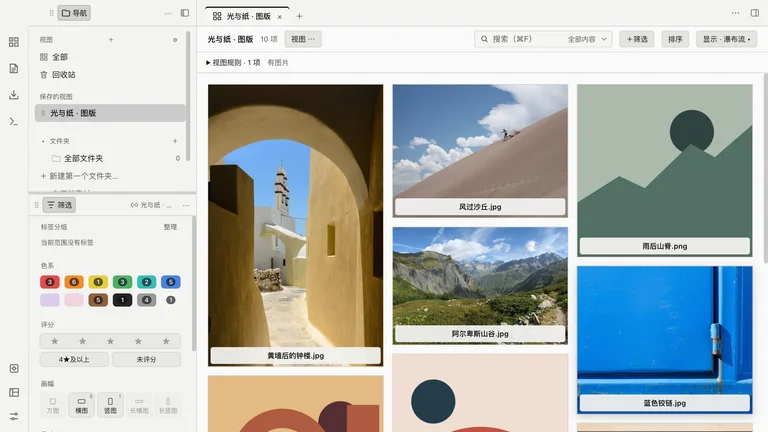 导航
光与纸 · 图版
光与纸 · 图版 10 项 视图
搜索（⌘F） 全部内容
筛选 排序 显示 · 瀑布流
视图规则 · 1 项 有图片
视图
全部
回收站
保存的视图
光与纸 · 图版
文件夹
全部文件夹 0
新建第一个文件夹...
筛选 光与纸 · ...
标签分组 整理
当前范围没有标签
色系
3 6 1 3 2 5
5 1 4 1
评分
4★及以上 未评分
画幅
方图 横图 竖图 长横图 长竖图
黄墙后的钟楼.jpg
风过沙丘.jpg
阿尔卑斯山谷.jpg
雨后山脊.png
蓝色铰链.jpg